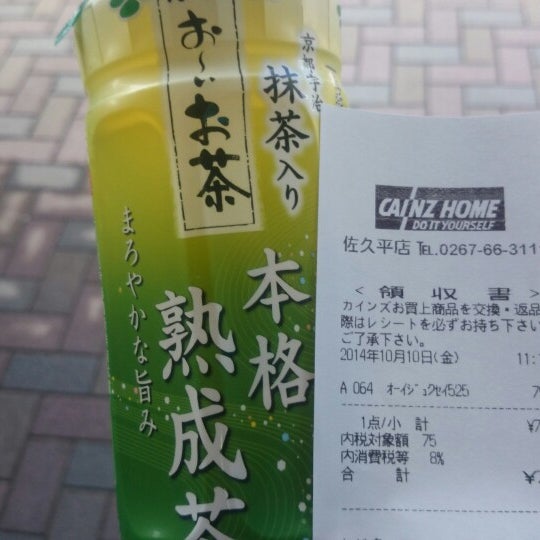 お〜いお茶
京都宇治
抹茶入り
本格
熟成茶
まろやかな旨み
CAINZ HOME
DO IT YOURSELF
佐久平店 TEL.0267-66-311
＜ 領 収 書 ＞
カインズお買上商品を交換・返品
際はレシートを必ずお持ち下さい
ご了承下さい。
2014年10月10日(金) 11:
A 064 オーイジュクセイ525 7
1点/小 計 ¥7
内税対象額 75
内消費税等 8%
合 計 ¥